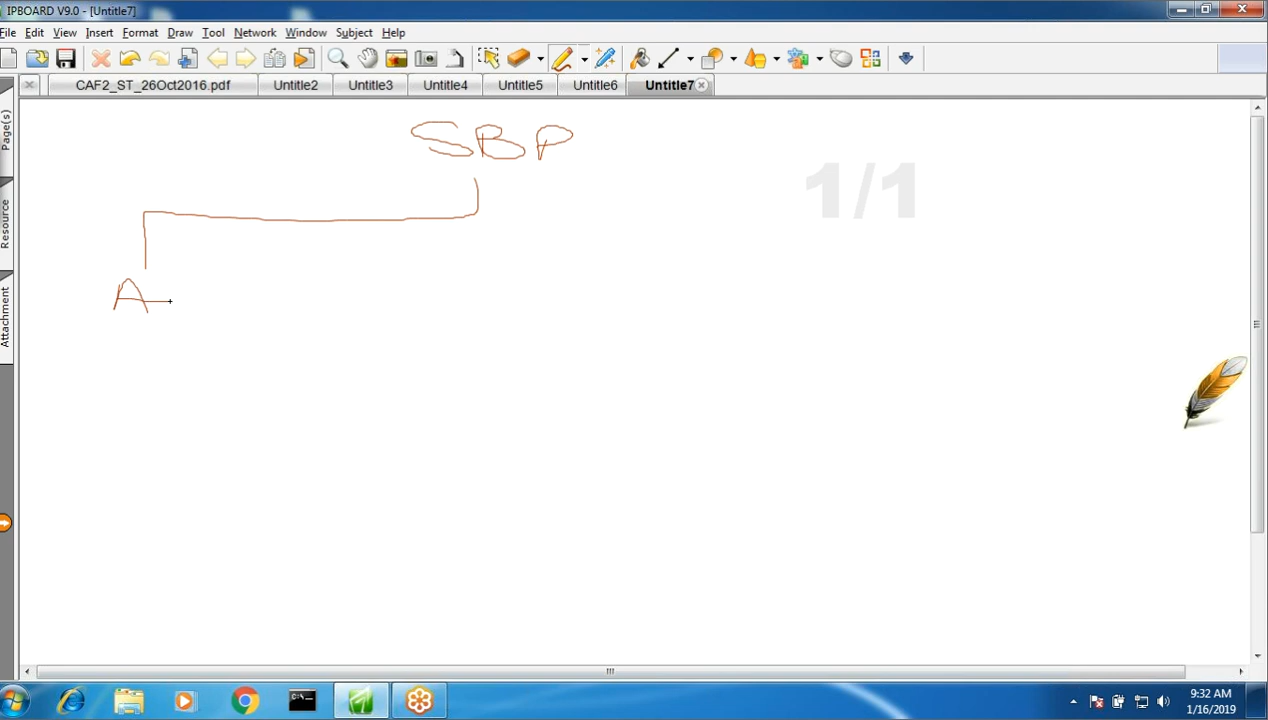 IPBOARD V9.0 - [Untitle7]
File Edit View Insert Format Draw Tool Network Window Subject Help
CAF2_ST_26Oct2016.pdf Untitle2 Untitle3 Untitle4 Untitle5 Untitle6 Untitle7
Page(s)
Resource
Attachment
SBP
1/1
A
9:32 AM
1/16/2019